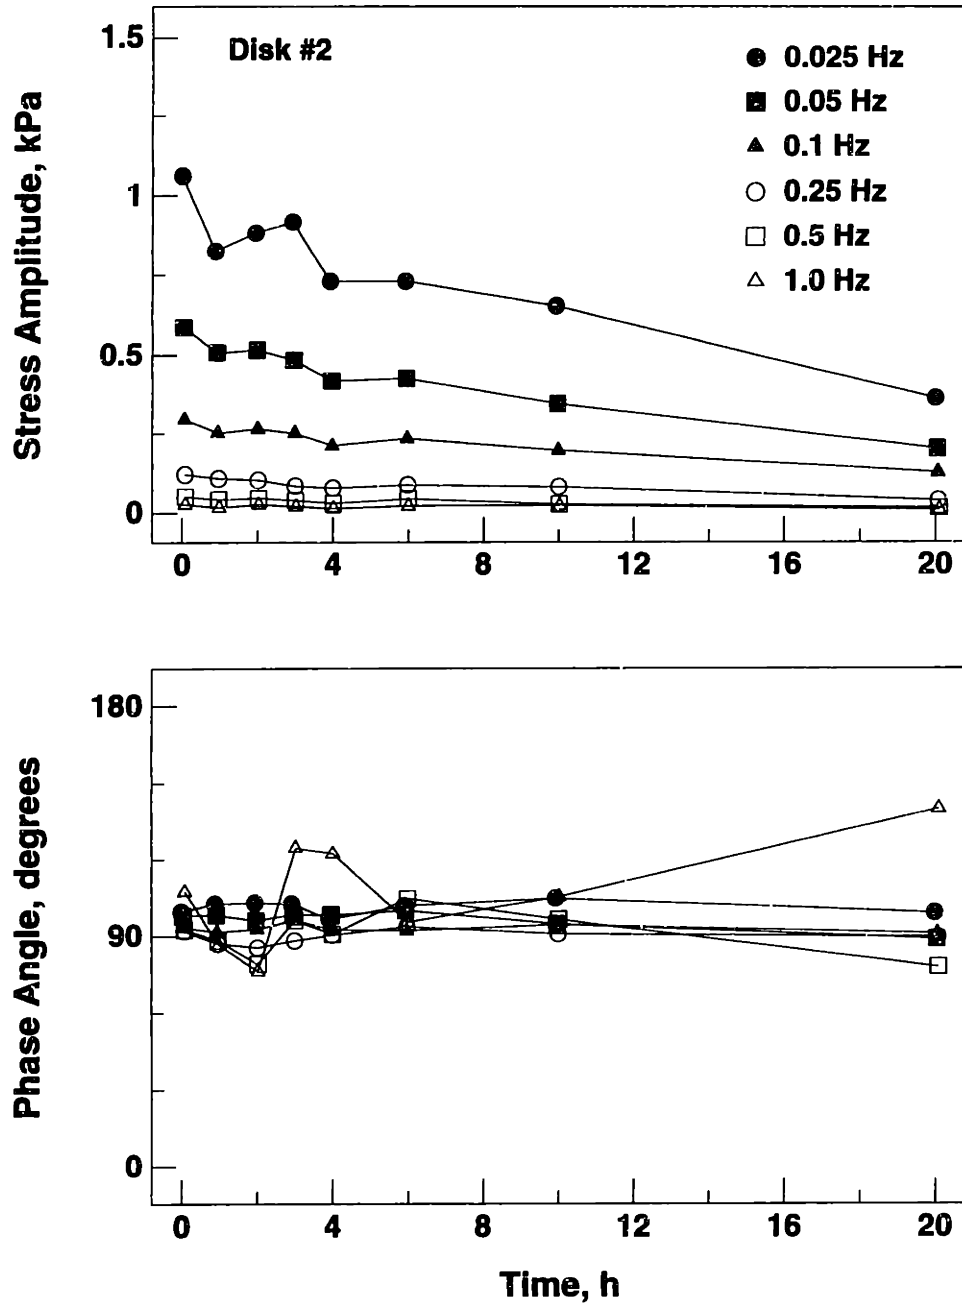 Disk #2
0.025 Hz
0.05 Hz
0.1 Hz
0.25 Hz
0.5 Hz
1.0 Hz
Stress Amplitude, kPa
1.5
1
0.5
0
0 4 8 12 16 20
Phase Angle, degrees
180
90
0
0 4 8 12 16 20
Time, h